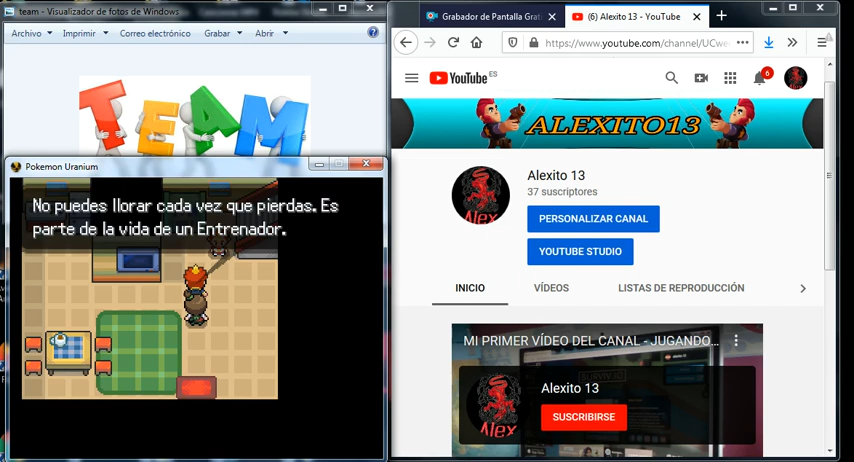 team - Visualizador de fotos de Windows
Archivo Imprimir Correo electrónico Grabar Abrir
TEAM
Pokemon Uranium
No puedes llorar cada vez que pierdas. Es
parte de la vida de un Entrenador.
Grabador de Pantalla Grati
(6) Alexito 13 - YouTube
https://www.youtube.com/channel/UCwe
YouTube ES
6
ALEXITO13
Alex
Alexito 13
37 suscriptores
PERSONALIZAR CANAL
YOUTUBE STUDIO
INICIO VÍDEOS LISTAS DE REPRODUCCIÓN
MI PRIMER VÍDEO DEL CANAL - JUGANDO...
Alex
Alexito 13
SUSCRIBIRSE